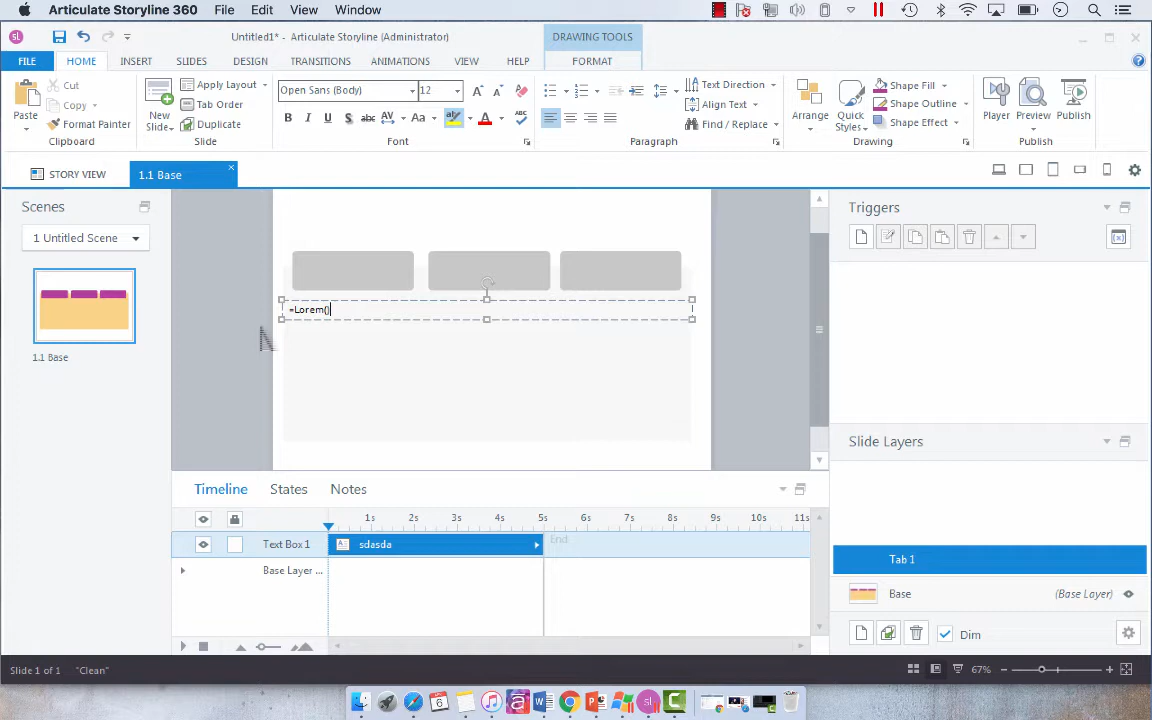 Articulate Storyline 360 File Edit View Window
Untitled1* - Articulate Storyline (Administrator) DRAWING TOOLS
FILE HOME INSERT SLIDES DESIGN TRANSITIONS ANIMATIONS VIEW HELP FORMAT
Paste
Cut
Copy
Format Painter
Clipboard
New
Slide
Apply Layout
Tab Order
Duplicate
Slide
Open Sans (Body) 12
B I U S abc AV Aa A
Font
Text Direction
Align Text
Find / Replace
Paragraph
Arrange
Quick
Styles
Shape Fill
Shape Outline
Shape Effect
Drawing
Player Preview Publish
Publish
STORY VIEW 1.1 Base
Scenes
1 Untitled Scene
1.1 Base
=Lorem()
Triggers
Slide Layers
Tab 1
Base (Base Layer)
Dim
Timeline States Notes
1s 2s 3s 4s 5s 6s 7s 8s 9s 10s 11s
Text Box 1 sdasda End
Base Layer ...
Slide 1 of 1 "Clean" 67%